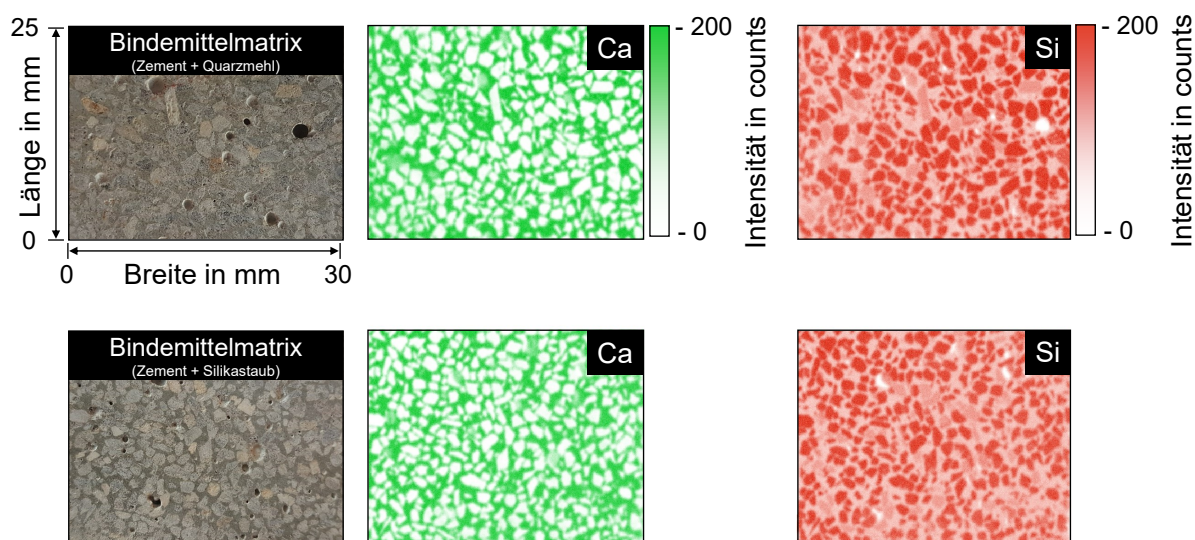 25
Länge in mm
0
Bindemittelmatrix
(Zement + Quarzmehl)
0
Breite in mm
30
Ca
- 200
- 0
Intensität in counts
Si
- 200
- 0
Intensität in counts
Bindemittelmatrix
(Zement + Silikastaub)
Ca
Si